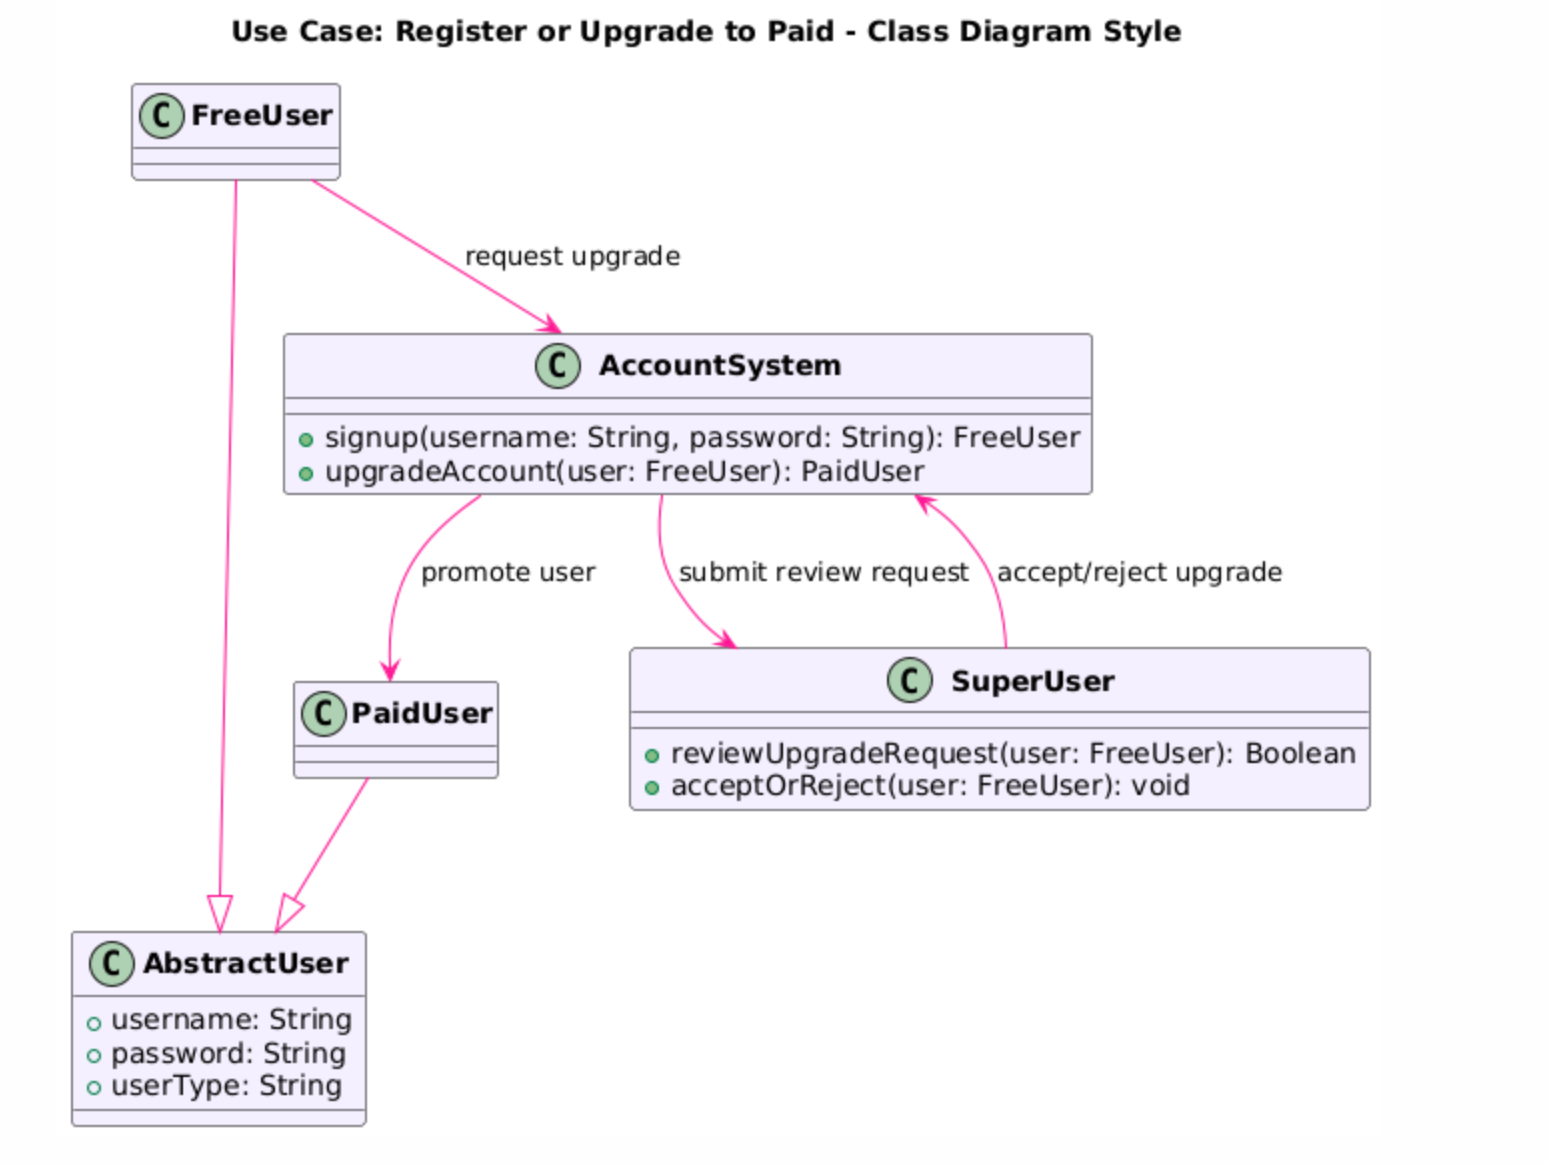 Use Case: Register or Upgrade to Paid - Class Diagram Style
C FreeUser
request upgrade
C AccountSystem
signup(username: String, password: String): FreeUser
upgradeAccount(user: FreeUser): PaidUser
promote user
submit review request
accept/reject upgrade
C PaidUser
C SuperUser
reviewUpgradeRequest(user: FreeUser): Boolean
acceptOrReject(user: FreeUser): void
C AbstractUser
username: String
password: String
userType: String